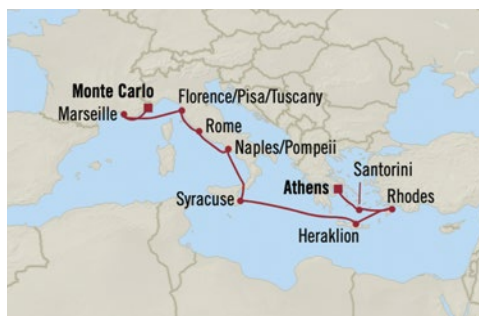 Monte Carlo
Florence/Pisa/Tuscany
Marseille
Rome
Naples/Pompeii
Santorini
Athens
Rhodes
Syracuse
Heraklion